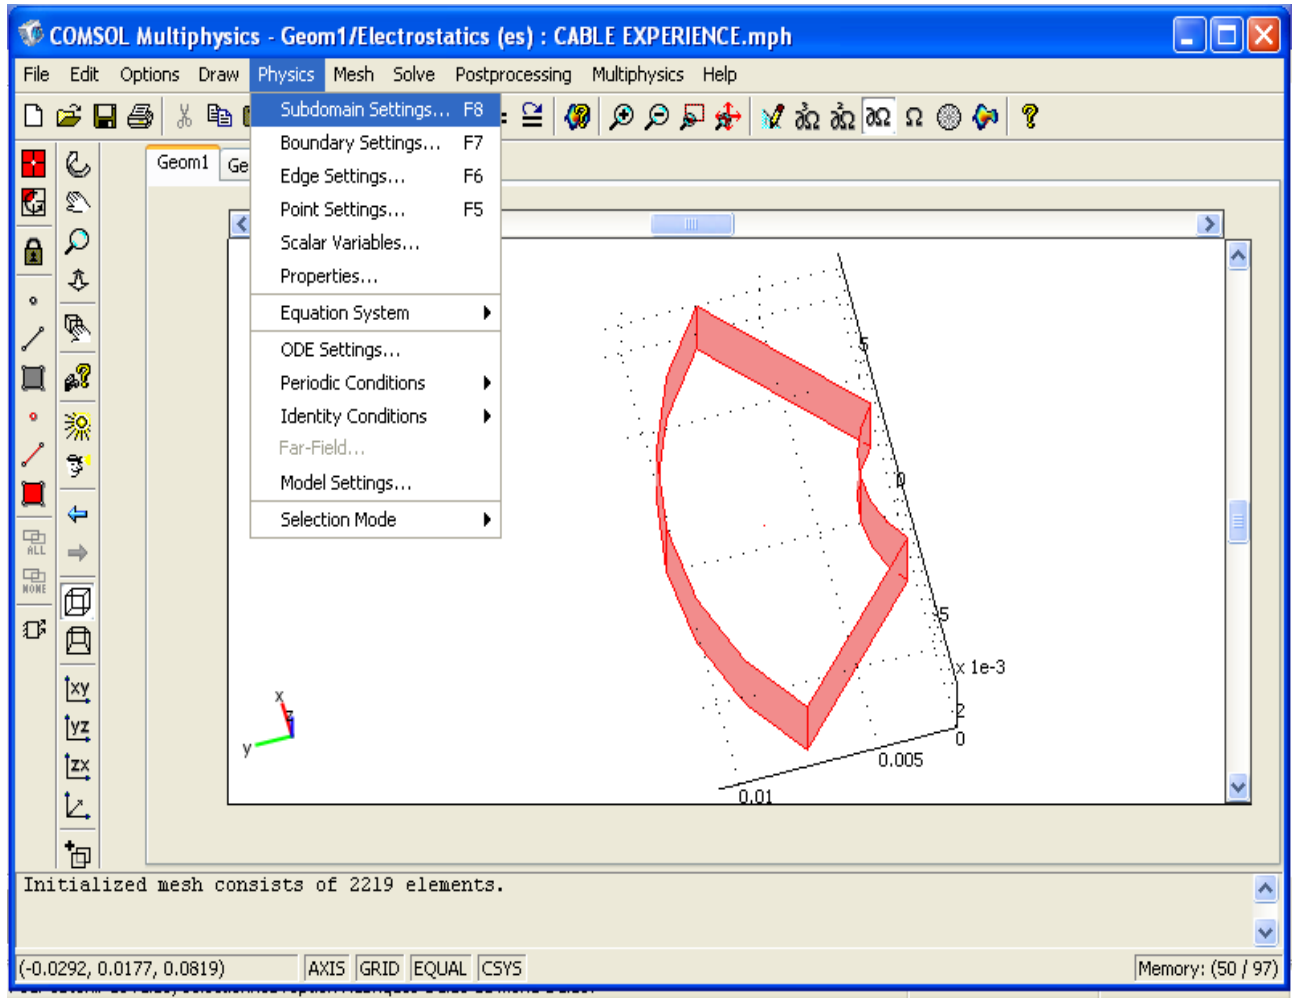 COMSOL Multiphysics - Geom1/Electrostatics (es) : CABLE EXPERIENCE.mph
File Edit Options Draw Physics Mesh Solve Postprocessing Multiphysics Help
Subdomain Settings... F8
Boundary Settings... F7
Edge Settings... F6
Point Settings... F5
Scalar Variables...
Properties...
Equation System
ODE Settings...
Periodic Conditions
Identity Conditions
Far-Field...
Model Settings...
Selection Mode
∂Ω Ω
Geom1 Ge
ALL
NONE
xy
yz
zx
5
0
-5
x 1e-3
2
0
0.005
0.01
x
z
y
Initialized mesh consists of 2219 elements.
(-0.0292, 0.0177, 0.0819) AXIS GRID EQUAL CSYS Memory: (50 / 97)